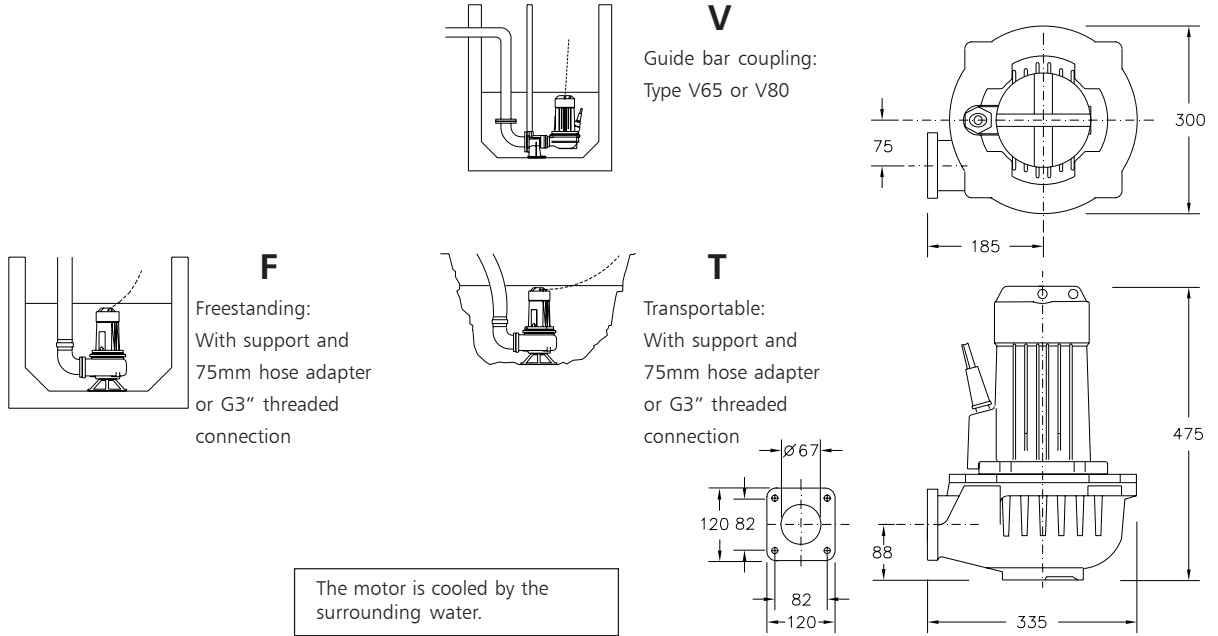 V
Guide bar coupling:
Type V65 or V80
300
75
185
F
Freestanding:
With support and
75mm hose adapter
or G3” threaded
connection
T
Transportable:
With support and
75mm hose adapter
or G3” threaded
connection
475
Ø67
120 82
88
82
120
335
The motor is cooled by the
surrounding water.